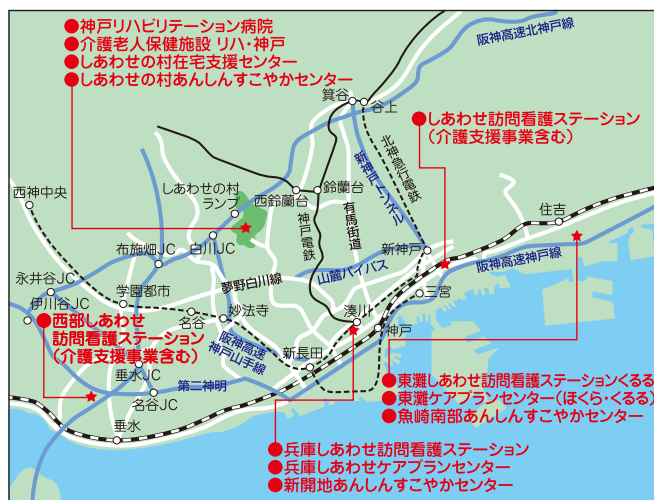 ●神戸リハビリテーション病院
●介護老人保健施設 リハ・神戸
●しあわせの村在宅支援センター
●しあわせの村あんしんすこやかセンター
阪神高速北神戸線
箕谷
谷上
●しあわせ訪問看護ステーション
（介護支援事業含む）
北神急行電鉄
新神戸トンネル
西神中央
しあわせの村
ランプ
西鈴蘭台
鈴蘭台
神戸電鉄
有馬街道
住吉
布施畑JC
白川JC
新神戸
阪神高速神戸線
山麓バイパス
夢野白川線
永井谷JC
伊川谷JC
学園都市
名谷
妙法寺
三宮
湊川
神戸
●西部しあわせ
訪問看護ステーション
（介護支援事業含む）
阪神高速
神戸山手線
新長田
垂水JC
第二神明
名谷JC
垂水
●東灘しあわせ訪問看護ステーションくるる
●東灘ケアプランセンター（ほくら・くるる）
●魚崎南部あんしんすこやかセンター
●兵庫しあわせ訪問看護ステーション
●兵庫しあわせケアプランセンター
●新開地あんしんすこやかセンター